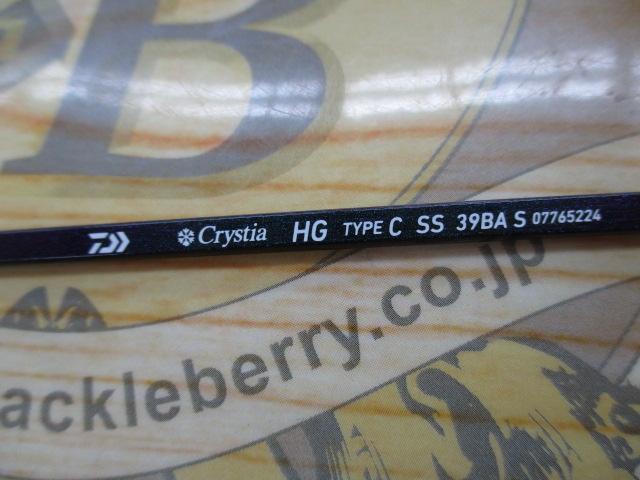 B
Crystia HG TYPE C SS 39BA S 07765224
ackleberry.co.jp